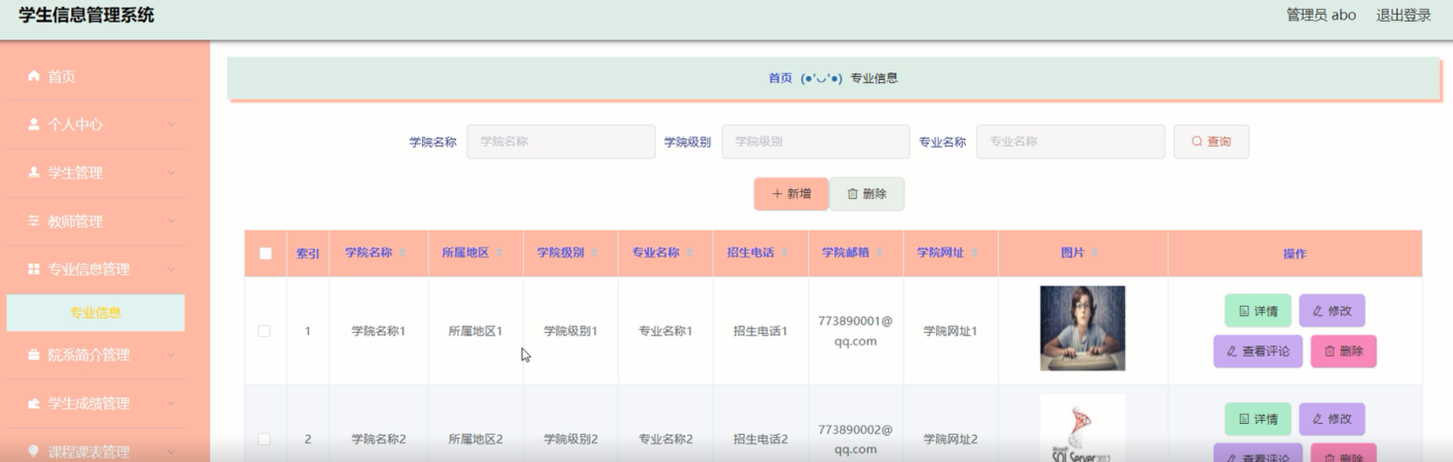 学生信息管理系统
管理员 abo 退出登录
首页
个人中心
学生管理
教师管理
专业信息管理
专业信息
院系简介管理
学生成绩管理
课程课表管理
首页 (●'◡'●) 专业信息
学院名称 学院名称 学院级别 学院级别 专业名称 专业名称 查询
+ 新增 删除
索引 学院名称 所属地区 学院级别 专业名称 招生电话 学院邮箱 学院网址 图片 操作
1 学院名称1 所属地区1 学院级别1 专业名称1 招生电话1 773890001@ 学院网址1 详情 修改
qq.com 查看评论 删除
2 学院名称2 所属地区2 学院级别2 专业名称2 招生电话2 773890002@ 学院网址2 详情 修改
qq.com SQL Server 2012 查看评论 删除